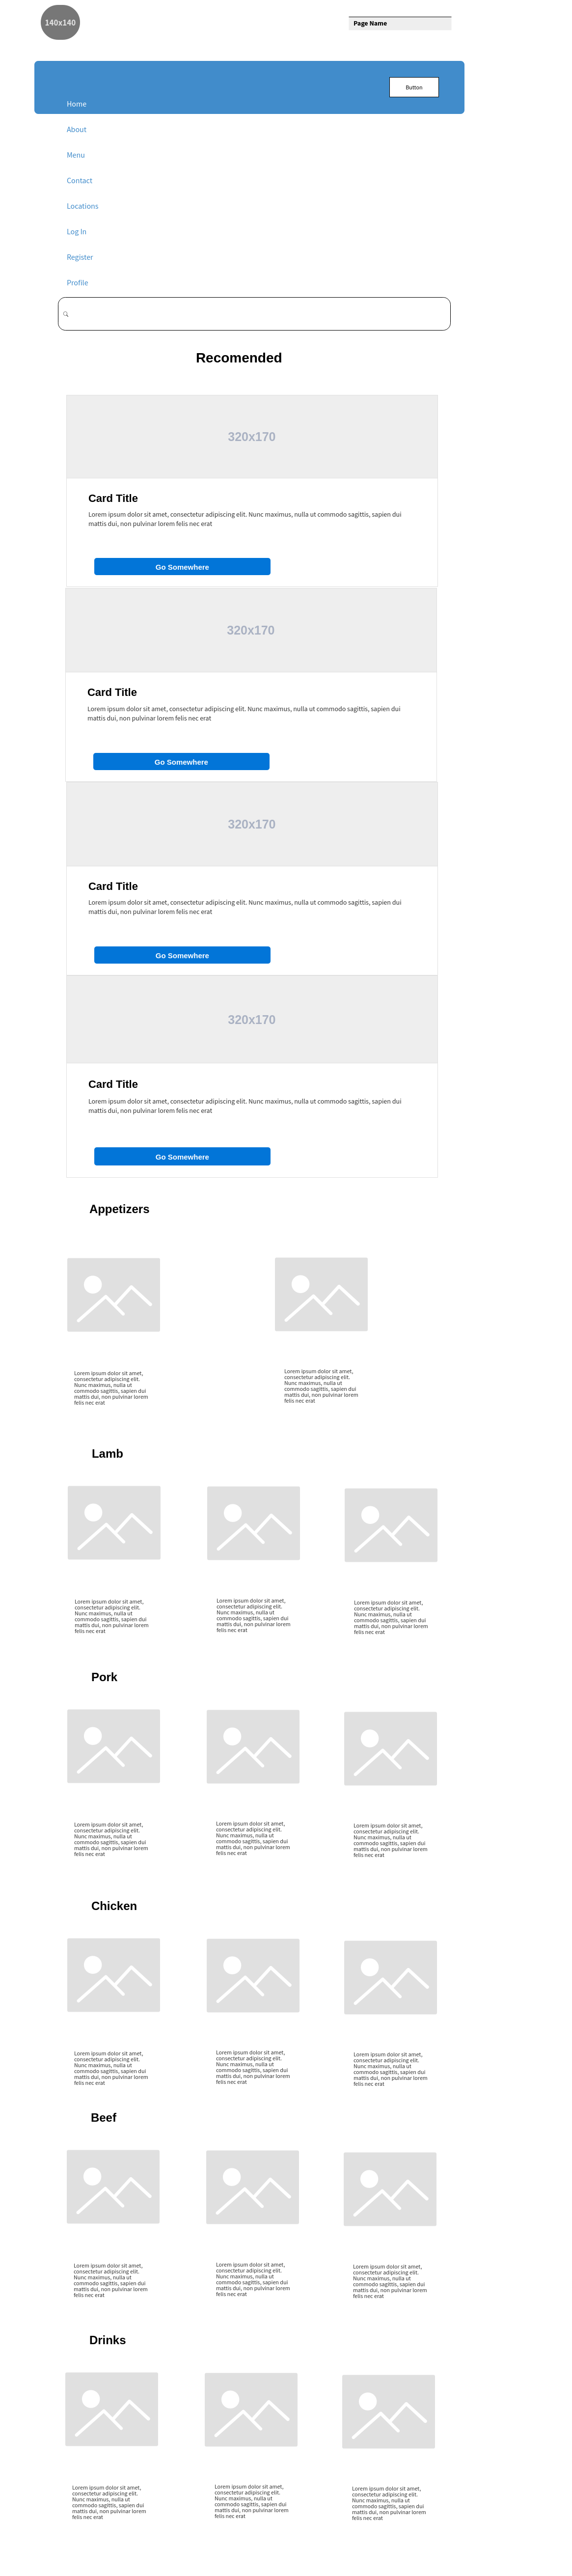 140x140
Page Name
Button
Home
About
Menu
Contact
Locations
Log In
Register
Profile
Recomended
320x170
Card Title
Lorem ipsum dolor sit amet, consectetur adipiscing elit. Nunc maximus, nulla ut commodo sagittis, sapien dui
mattis dui, non pulvinar lorem felis nec erat
Go Somewhere
320x170
Card Title
Lorem ipsum dolor sit amet, consectetur adipiscing elit. Nunc maximus, nulla ut commodo sagittis, sapien dui
mattis dui, non pulvinar lorem felis nec erat
Go Somewhere
320x170
Card Title
Lorem ipsum dolor sit amet, consectetur adipiscing elit. Nunc maximus, nulla ut commodo sagittis, sapien dui
mattis dui, non pulvinar lorem felis nec erat
Go Somewhere
320x170
Card Title
Lorem ipsum dolor sit amet, consectetur adipiscing elit. Nunc maximus, nulla ut commodo sagittis, sapien dui
mattis dui, non pulvinar lorem felis nec erat
Go Somewhere
Appetizers
Lorem ipsum dolor sit amet,
consectetur adipiscing elit.
Nunc maximus, nulla ut
commodo sagittis, sapien dui
mattis dui, non pulvinar lorem
felis nec erat
Lorem ipsum dolor sit amet,
consectetur adipiscing elit.
Nunc maximus, nulla ut
commodo sagittis, sapien dui
mattis dui, non pulvinar lorem
felis nec erat
Lamb
Lorem ipsum dolor sit amet,
consectetur adipiscing elit.
Nunc maximus, nulla ut
commodo sagittis, sapien dui
mattis dui, non pulvinar lorem
felis nec erat
Lorem ipsum dolor sit amet,
consectetur adipiscing elit.
Nunc maximus, nulla ut
commodo sagittis, sapien dui
mattis dui, non pulvinar lorem
felis nec erat
Lorem ipsum dolor sit amet,
consectetur adipiscing elit.
Nunc maximus, nulla ut
commodo sagittis, sapien dui
mattis dui, non pulvinar lorem
felis nec erat
Pork
Lorem ipsum dolor sit amet,
consectetur adipiscing elit.
Nunc maximus, nulla ut
commodo sagittis, sapien dui
mattis dui, non pulvinar lorem
felis nec erat
Lorem ipsum dolor sit amet,
consectetur adipiscing elit.
Nunc maximus, nulla ut
commodo sagittis, sapien dui
mattis dui, non pulvinar lorem
felis nec erat
Lorem ipsum dolor sit amet,
consectetur adipiscing elit.
Nunc maximus, nulla ut
commodo sagittis, sapien dui
mattis dui, non pulvinar lorem
felis nec erat
Chicken
Lorem ipsum dolor sit amet,
consectetur adipiscing elit.
Nunc maximus, nulla ut
commodo sagittis, sapien dui
mattis dui, non pulvinar lorem
felis nec erat
Lorem ipsum dolor sit amet,
consectetur adipiscing elit.
Nunc maximus, nulla ut
commodo sagittis, sapien dui
mattis dui, non pulvinar lorem
felis nec erat
Lorem ipsum dolor sit amet,
consectetur adipiscing elit.
Nunc maximus, nulla ut
commodo sagittis, sapien dui
mattis dui, non pulvinar lorem
felis nec erat
Beef
Lorem ipsum dolor sit amet,
consectetur adipiscing elit.
Nunc maximus, nulla ut
commodo sagittis, sapien dui
mattis dui, non pulvinar lorem
felis nec erat
Lorem ipsum dolor sit amet,
consectetur adipiscing elit.
Nunc maximus, nulla ut
commodo sagittis, sapien dui
mattis dui, non pulvinar lorem
felis nec erat
Lorem ipsum dolor sit amet,
consectetur adipiscing elit.
Nunc maximus, nulla ut
commodo sagittis, sapien dui
mattis dui, non pulvinar lorem
felis nec erat
Drinks
Lorem ipsum dolor sit amet,
consectetur adipiscing elit.
Nunc maximus, nulla ut
commodo sagittis, sapien dui
mattis dui, non pulvinar lorem
felis nec erat
Lorem ipsum dolor sit amet,
consectetur adipiscing elit.
Nunc maximus, nulla ut
commodo sagittis, sapien dui
mattis dui, non pulvinar lorem
felis nec erat
Lorem ipsum dolor sit amet,
consectetur adipiscing elit.
Nunc maximus, nulla ut
commodo sagittis, sapien dui
mattis dui, non pulvinar lorem
felis nec erat